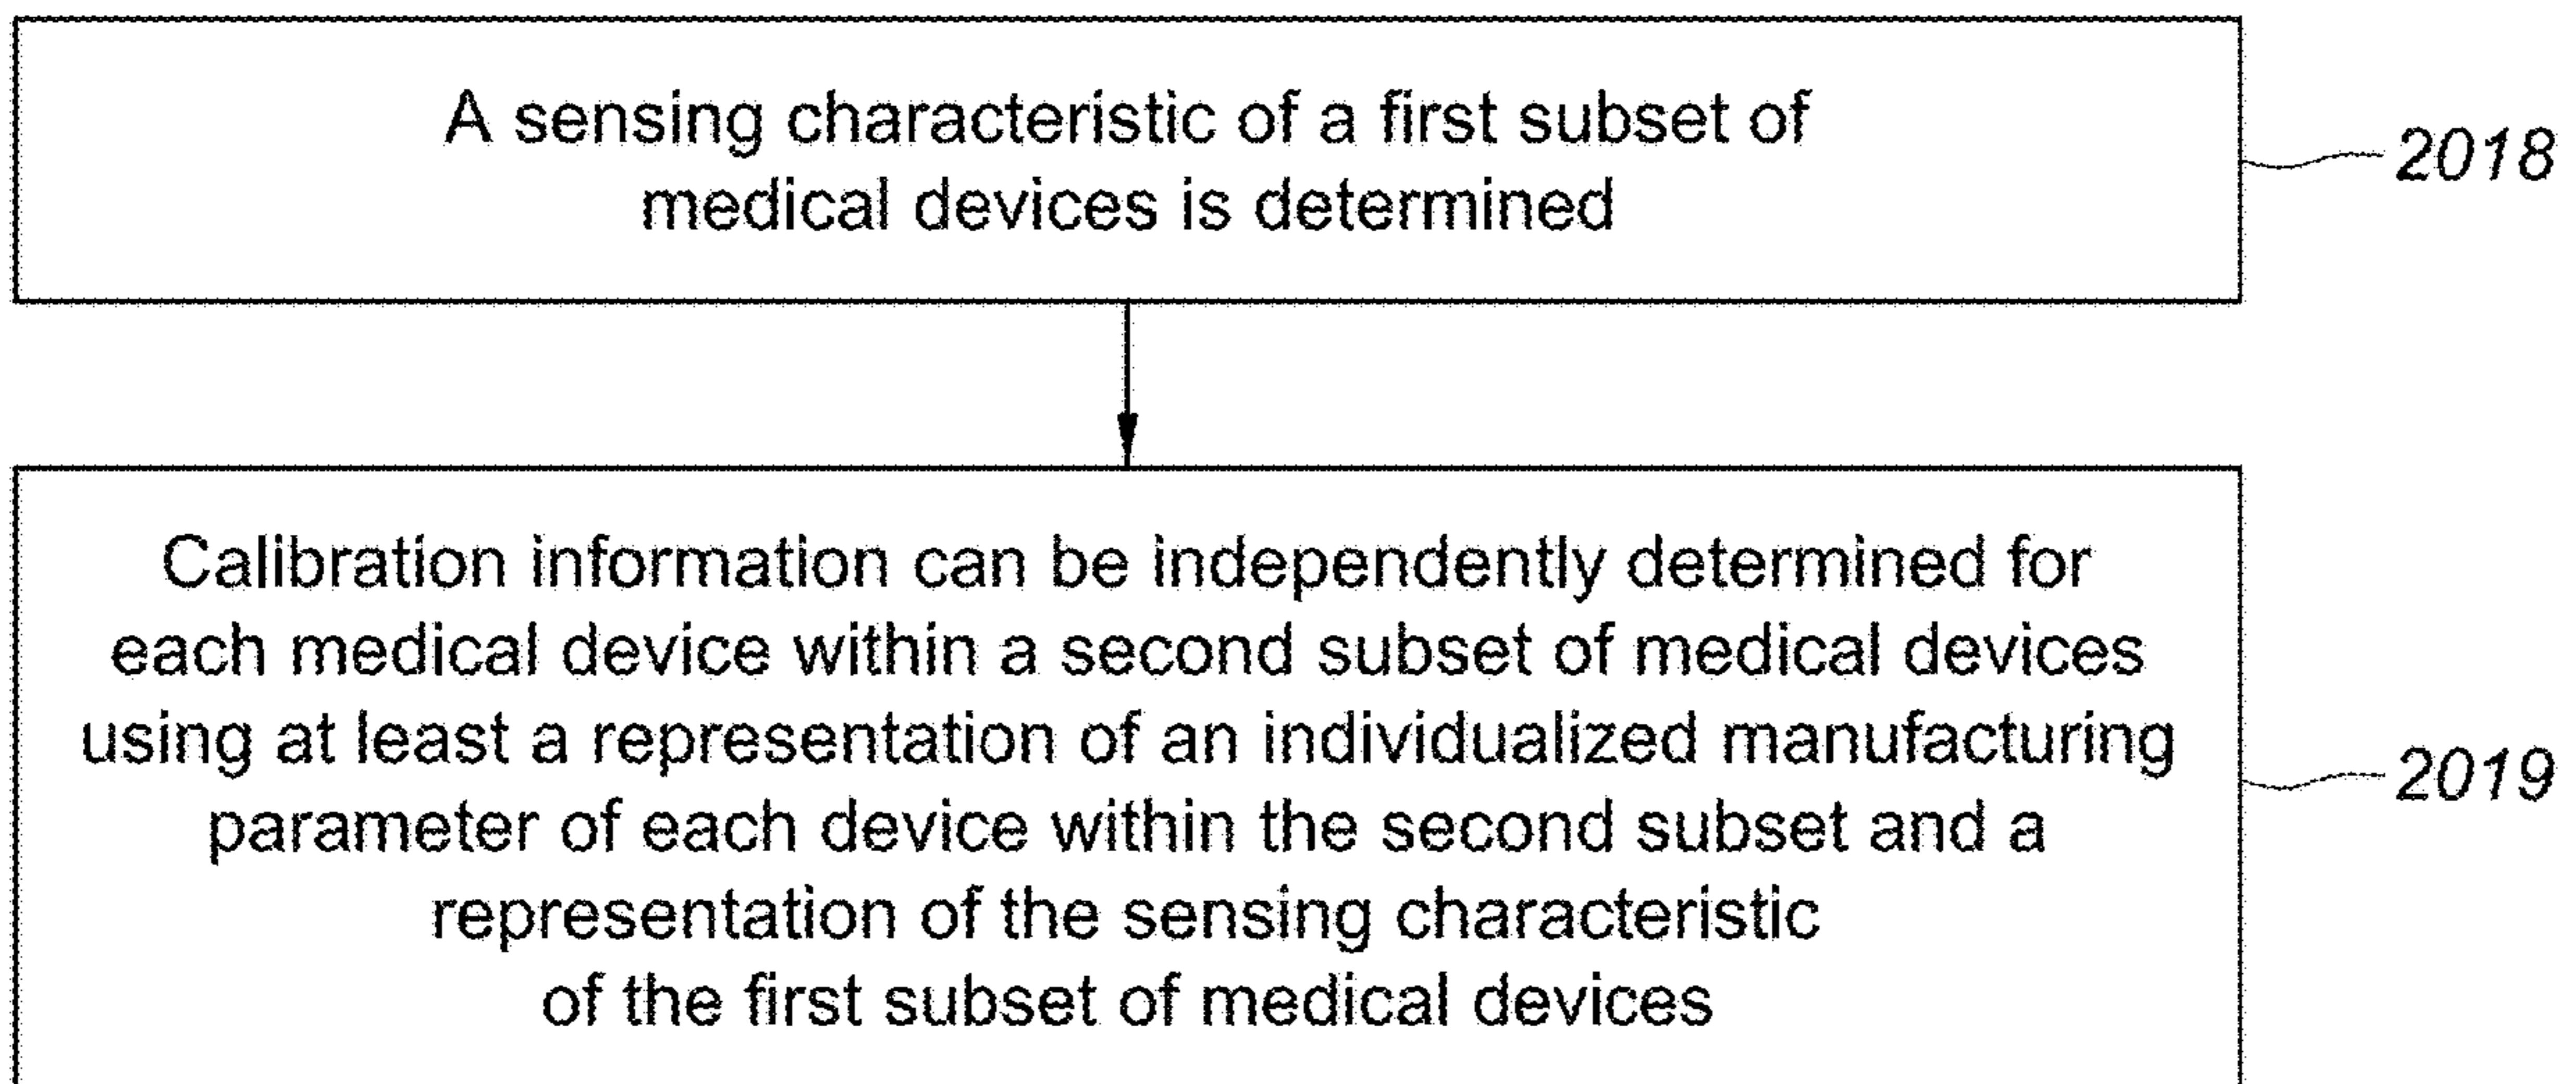 A sensing characteristic of a first subset of
medical devices is determined
2018
Calibration information can be independently determined for
each medical device within a second subset of medical devices
using at least a representation of an individualized manufacturing
parameter of each device within the second subset and a
representation of the sensing characteristic
of the first subset of medical devices
2019